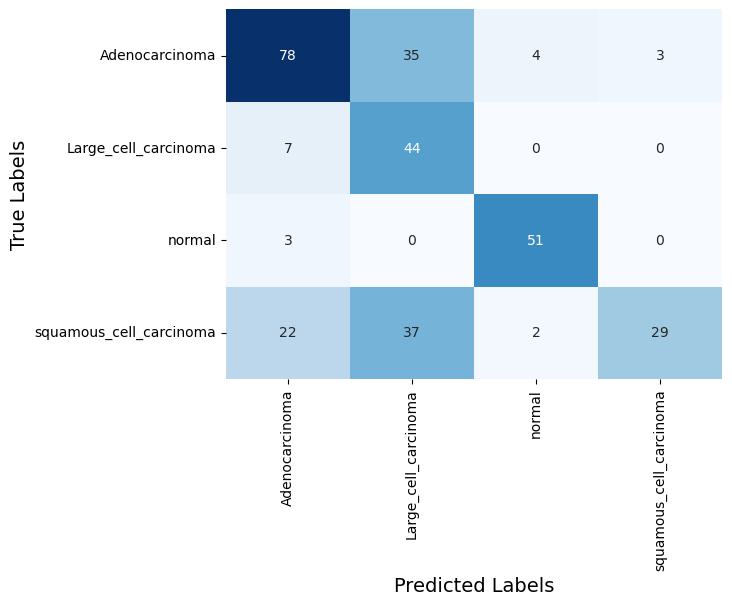 Adenocarcinoma 78 35 4 3
Large_cell_carcinoma 7 44 0 0
normal 3 0 51 0
squamous_cell_carcinoma 22 37 2 29
True Labels
Adenocarcinoma
Large_cell_carcinoma
normal
squamous_cell_carcinoma
Predicted Labels